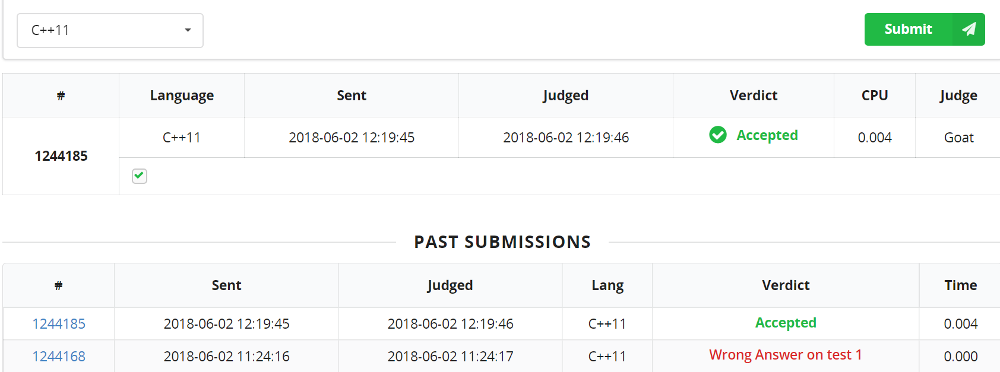 C++11
Submit
# Language Sent Judged Verdict CPU Judge
1244185 C++11 2018-06-02 12:19:45 2018-06-02 12:19:46 Accepted 0.004 Goat
PAST SUBMISSIONS
# Sent Judged Lang Verdict Time
1244185 2018-06-02 12:19:45 2018-06-02 12:19:46 C++11 Accepted 0.004
1244168 2018-06-02 11:24:16 2018-06-02 11:24:17 C++11 Wrong Answer on test 1 0.000